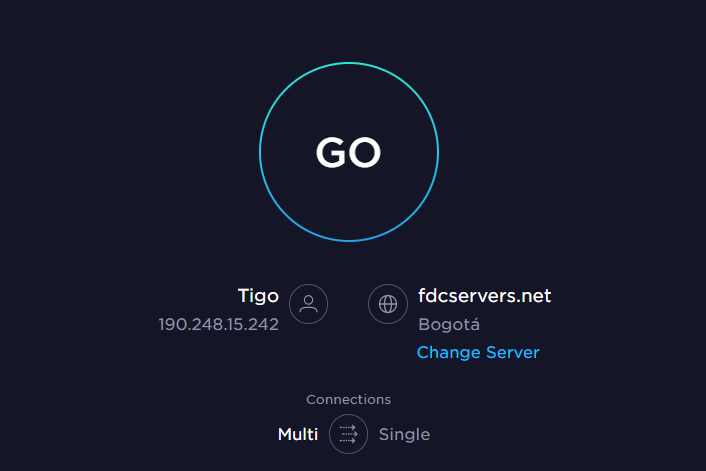 GO
Tigo
190.248.15.242
fdcservers.net
Bogotá
Change Server
Connections
Multi Single